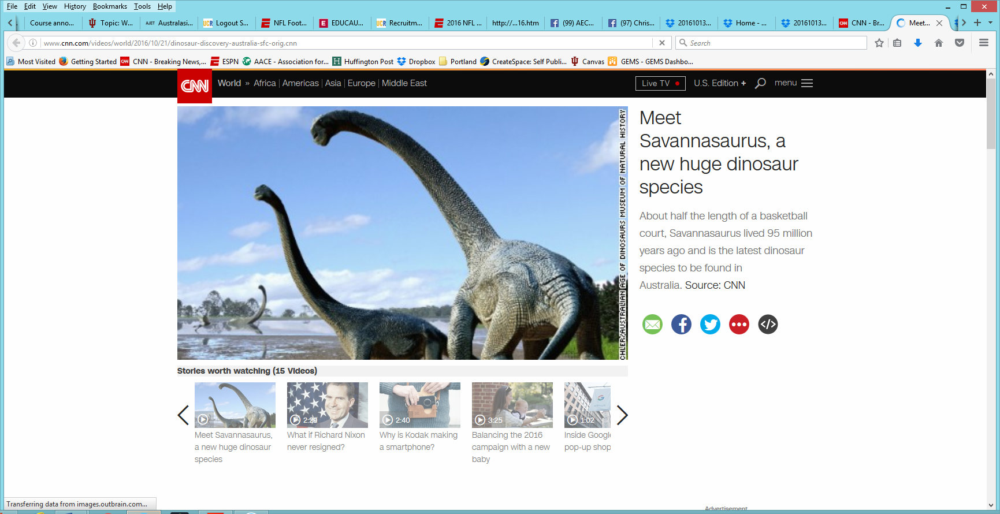 File Edit View History Bookmarks Tools Help
Course anno... Topic: W... AJET Australasi... UCR Logout S... NFL Foot... EDUCAU... UCR Recruitm... 2016 NFL ... http://...16.htm (99) AEC... (97) Chris... 20161013... Home - ... 20161013... CNN CNN - Br... Meet...
www.cnn.com/videos/world/2016/10/21/dinosaur-discovery-australia-sfc-orig.cnn Search
Most Visited Getting Started CNN CNN - Breaking News,... ESPN AACE - Association for... H Huffington Post Dropbox Portland CreateSpace: Self Publi... Canvas GEMS - GEMS Dashbo...
CNN World » Africa | Americas | Asia | Europe | Middle East Live TV U.S. Edition + menu
CHLER/AUSTRALIAN AGE OF DINOSAURS MUSEUM OF NATURAL HISTORY
Meet
Savannasaurus, a
new huge dinosaur
species
About half the length of a basketball
court, Savannasaurus lived 95 million
years ago and is the latest dinosaur
species to be found in
Australia. Source: CNN
Stories worth watching (15 Videos)
2:29 2:40 3:25 1:02
Meet Savannasaurus,
a new huge dinosaur
species
What if Richard Nixon
never resigned?
Why is Kodak making
a smartphone?
Balancing the 2016
campaign with a new
baby
Inside Google
pop-up shop
Transferring data from images.outbrain.com...
Advertisement